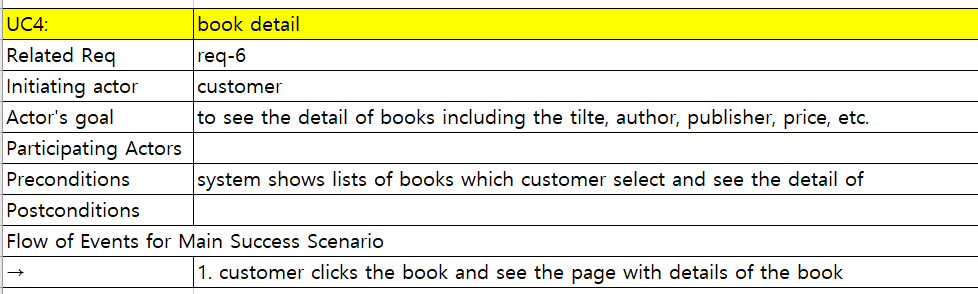 UC4: book detail
Related Req req-6
Initiating actor customer
Actor's goal to see the detail of books including the tilte, author, publisher, price, etc.
Participating Actors
Preconditions system shows lists of books which customer select and see the detail of
Postconditions
Flow of Events for Main Success Scenario
→ 1. customer clicks the book and see the page with details of the book